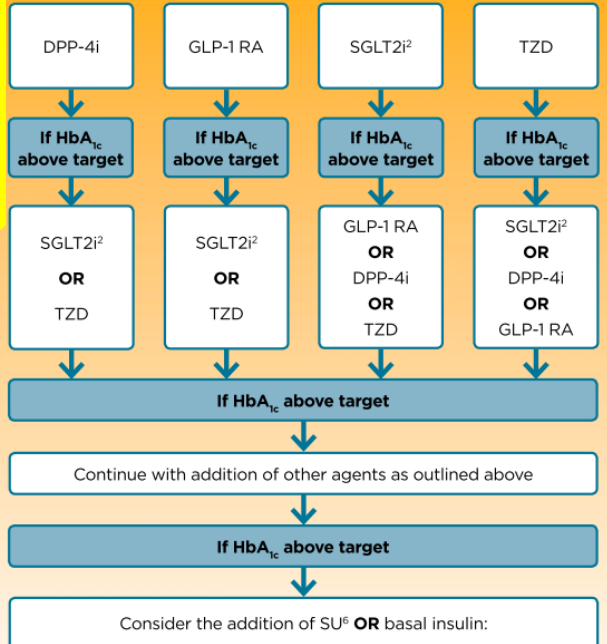 DPP-4i
GLP-1 RA
SGLT2i²
TZD
If HbA₁c
above target
If HbA₁c
above target
If HbA₁c
above target
If HbA₁c
above target
SGLT2i²
OR
TZD
SGLT2i²
OR
TZD
GLP-1 RA
OR
DPP-4i
OR
TZD
SGLT2i²
OR
DPP-4i
OR
GLP-1 RA
If HbA₁c above target
Continue with addition of other agents as outlined above
If HbA₁c above target
Consider the addition of SU⁶ OR basal insulin: